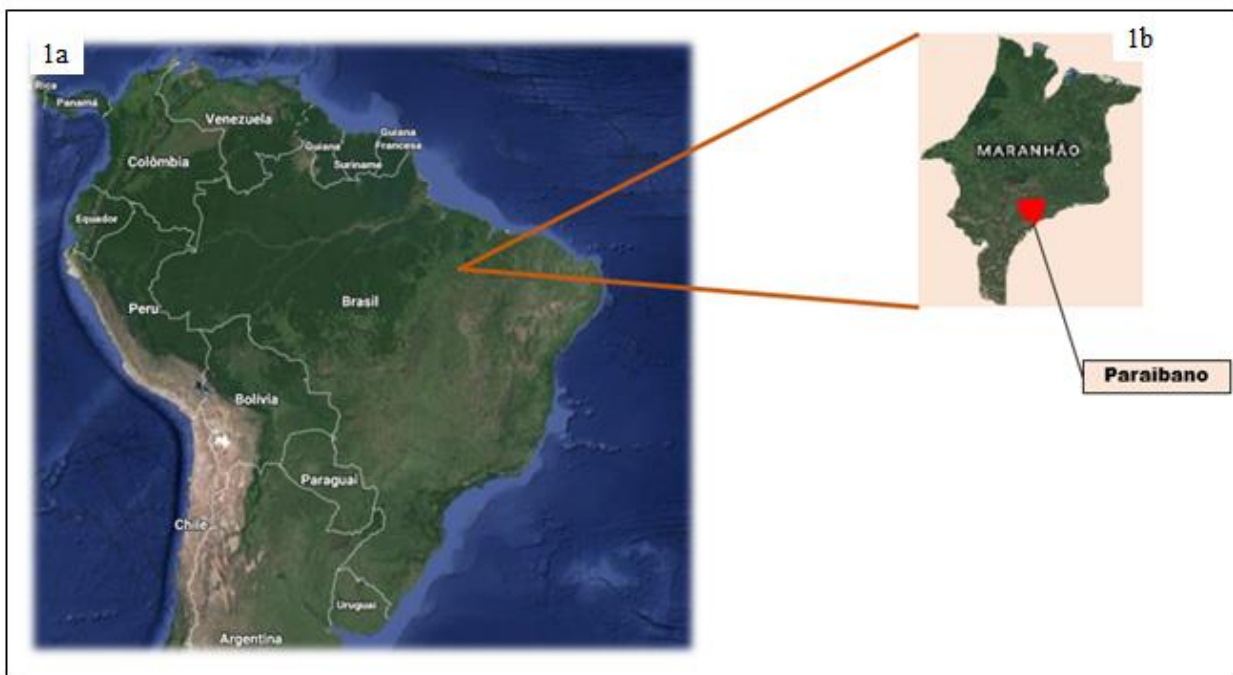 1a
Rica
Panamá
Venezuela
Guiana
Guiana
Francesa
Suriname
Colômbia
Equador
Peru
Brasil
Bolívia
Paraguai
Chile
Uruguai
Argentina
1b
MARANHÃO
Paraibano